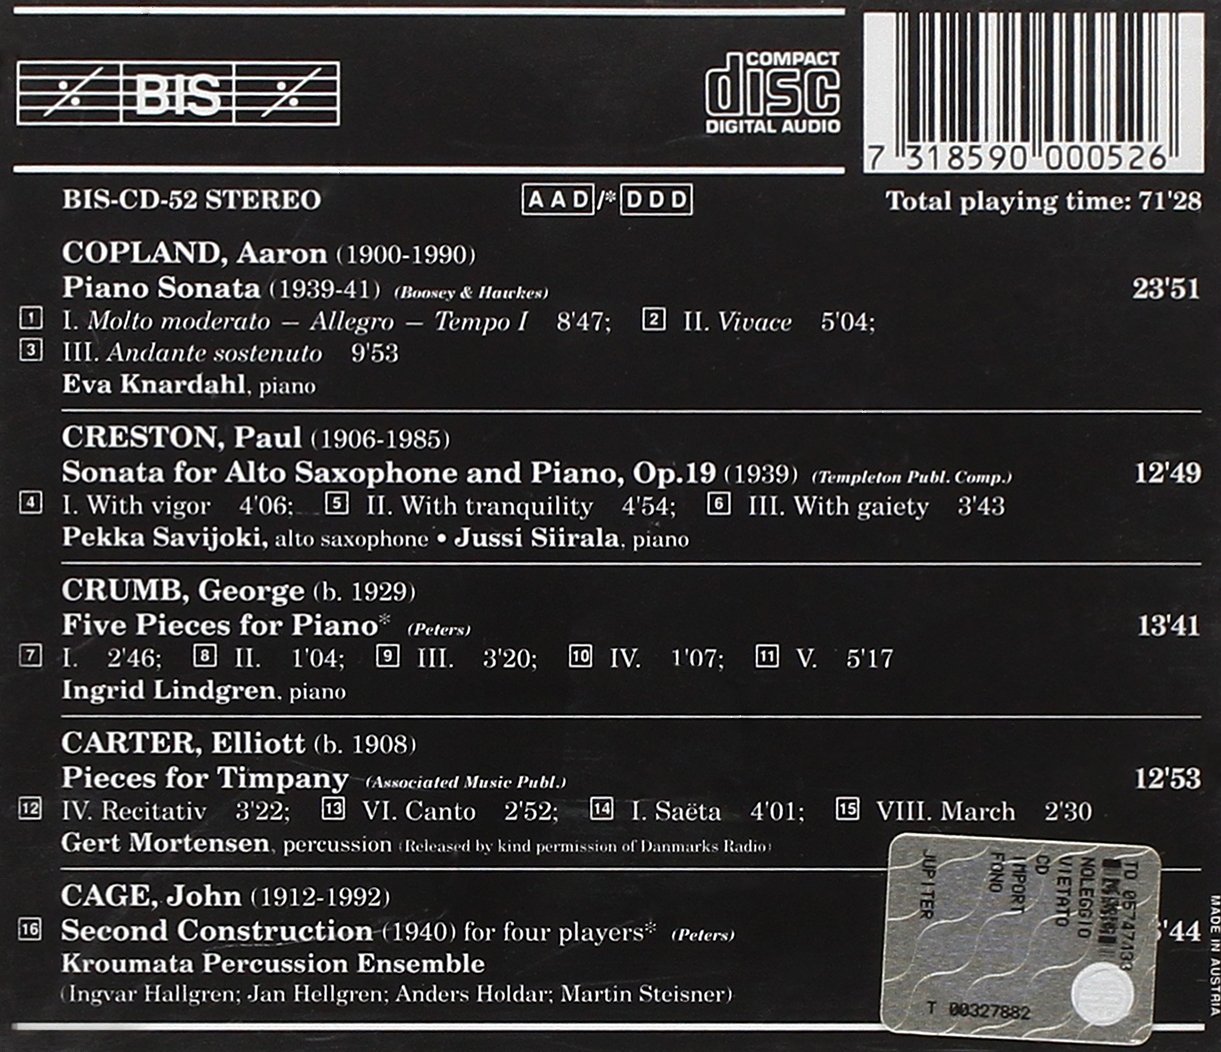 BIS
COMPACT
disc
DIGITAL AUDIO
7 318590 000526
BIS-CD-52 STEREO
AAD/*DDD
Total playing time: 71'28
COPLAND, Aaron (1900-1990)
Piano Sonata (1939-41) (Boosey & Hawkes) 23'51
1 I. Molto moderato – Allegro – Tempo I 8'47; 2 II. Vivace 5'04;
3 III. Andante sostenuto 9'53
Eva Knardahl, piano
CRESTON, Paul (1906-1985)
Sonata for Alto Saxophone and Piano, Op.19 (1939) (Templeton Publ. Comp.) 12'49
4 I. With vigor 4'06; 5 II. With tranquility 4'54; 6 III. With gaiety 3'43
Pekka Savijoki, alto saxophone • Jussi Siirala, piano
CRUMB, George (b. 1929)
Five Pieces for Piano* (Peters) 13'41
7 I. 2'46; 8 II. 1'04; 9 III. 3'20; 10 IV. 1'07; 11 V. 5'17
Ingrid Lindgren, piano
CARTER, Elliott (b. 1908)
Pieces for Timpany (Associated Music Publ.) 12'53
12 IV. Recitativ 3'22; 13 VI. Canto 2'52; 14 I. Saëta 4'01; 15 VIII. March 2'30
Gert Mortensen, percussion (Released by kind permission of Danmarks Radio)
CAGE, John (1912-1992)
16 Second Construction (1940) for four players* (Peters) '44
Kroumata Percussion Ensemble
(Ingvar Hallgren; Jan Hellgren; Anders Holdar; Martin Steisner)
TO 05747133
NOLEGGIO
VIETATO
CD
IMPORT
FONO
JUPITER
T 00327882
MADE IN AUSTRIA